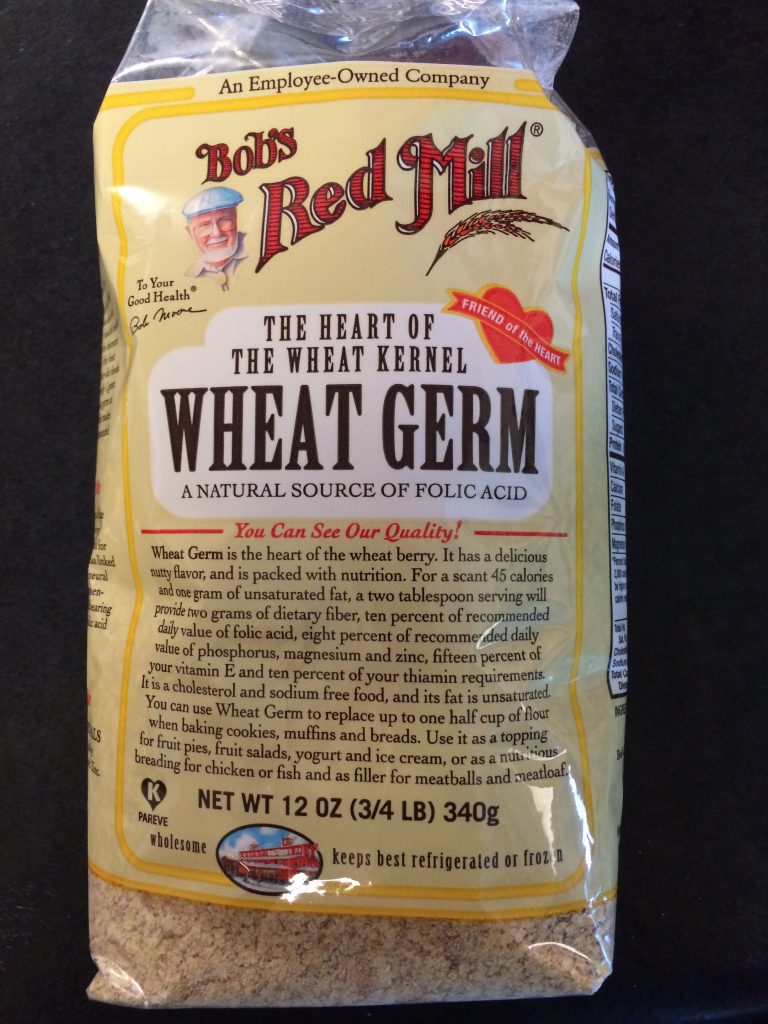 An Employee-Owned Company
Bob's
Red Mill®
To Your
Good Health®
Bob Moore
FRIEND of the HEART
THE HEART OF
THE WHEAT KERNEL
WHEAT GERM
A NATURAL SOURCE OF FOLIC ACID
You Can See Our Quality!
Wheat Germ is the heart of the wheat berry. It has a delicious
nutty flavor, and is packed with nutrition. For a scant 45 calories
and one gram of unsaturated fat, a two tablespoon serving will
provide two grams of dietary fiber, ten percent of recommended
daily value of folic acid, eight percent of recommended daily
value of phosphorus, magnesium and zinc, fifteen percent of
your vitamin E and ten percent of your thiamin requirements.
It is a cholesterol and sodium free food, and its fat is unsaturated.
You can use Wheat Germ to replace up to one half cup of flour
when baking cookies, muffins and breads. Use it as a topping
for fruit pies, fruit salads, yogurt and ice cream, or as a nutritious
breading for chicken or fish and as filler for meatballs and meatloaf.
K
PAREVE
NET WT 12 OZ (3/4 LB) 340g
wholesome
keeps best refrigerated or frozen
Total
Protein
Calcium
Folate